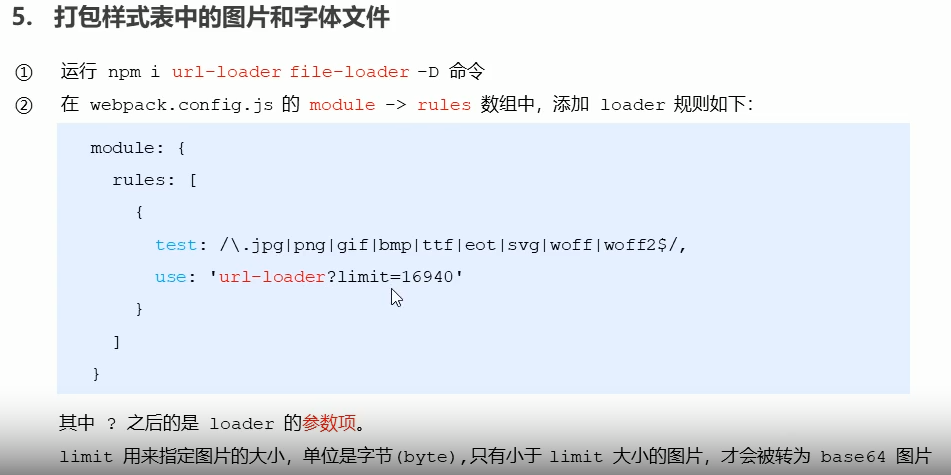 5. 打包样式表中的图片和字体文件
① 运行 npm i url-loader file-loader -D 命令
② 在 webpack.config.js 的 module -> rules 数组中，添加 loader 规则如下：
module: {
rules: [
{
test: /\.jpg|png|gif|bmp|ttf|eot|svg|woff|woff2$/,
use: 'url-loader?limit=16940'
}
]
}
其中 ? 之后的是 loader 的参数项。
limit 用来指定图片的大小，单位是字节(byte),只有小于 limit 大小的图片，才会被转为 base64 图片